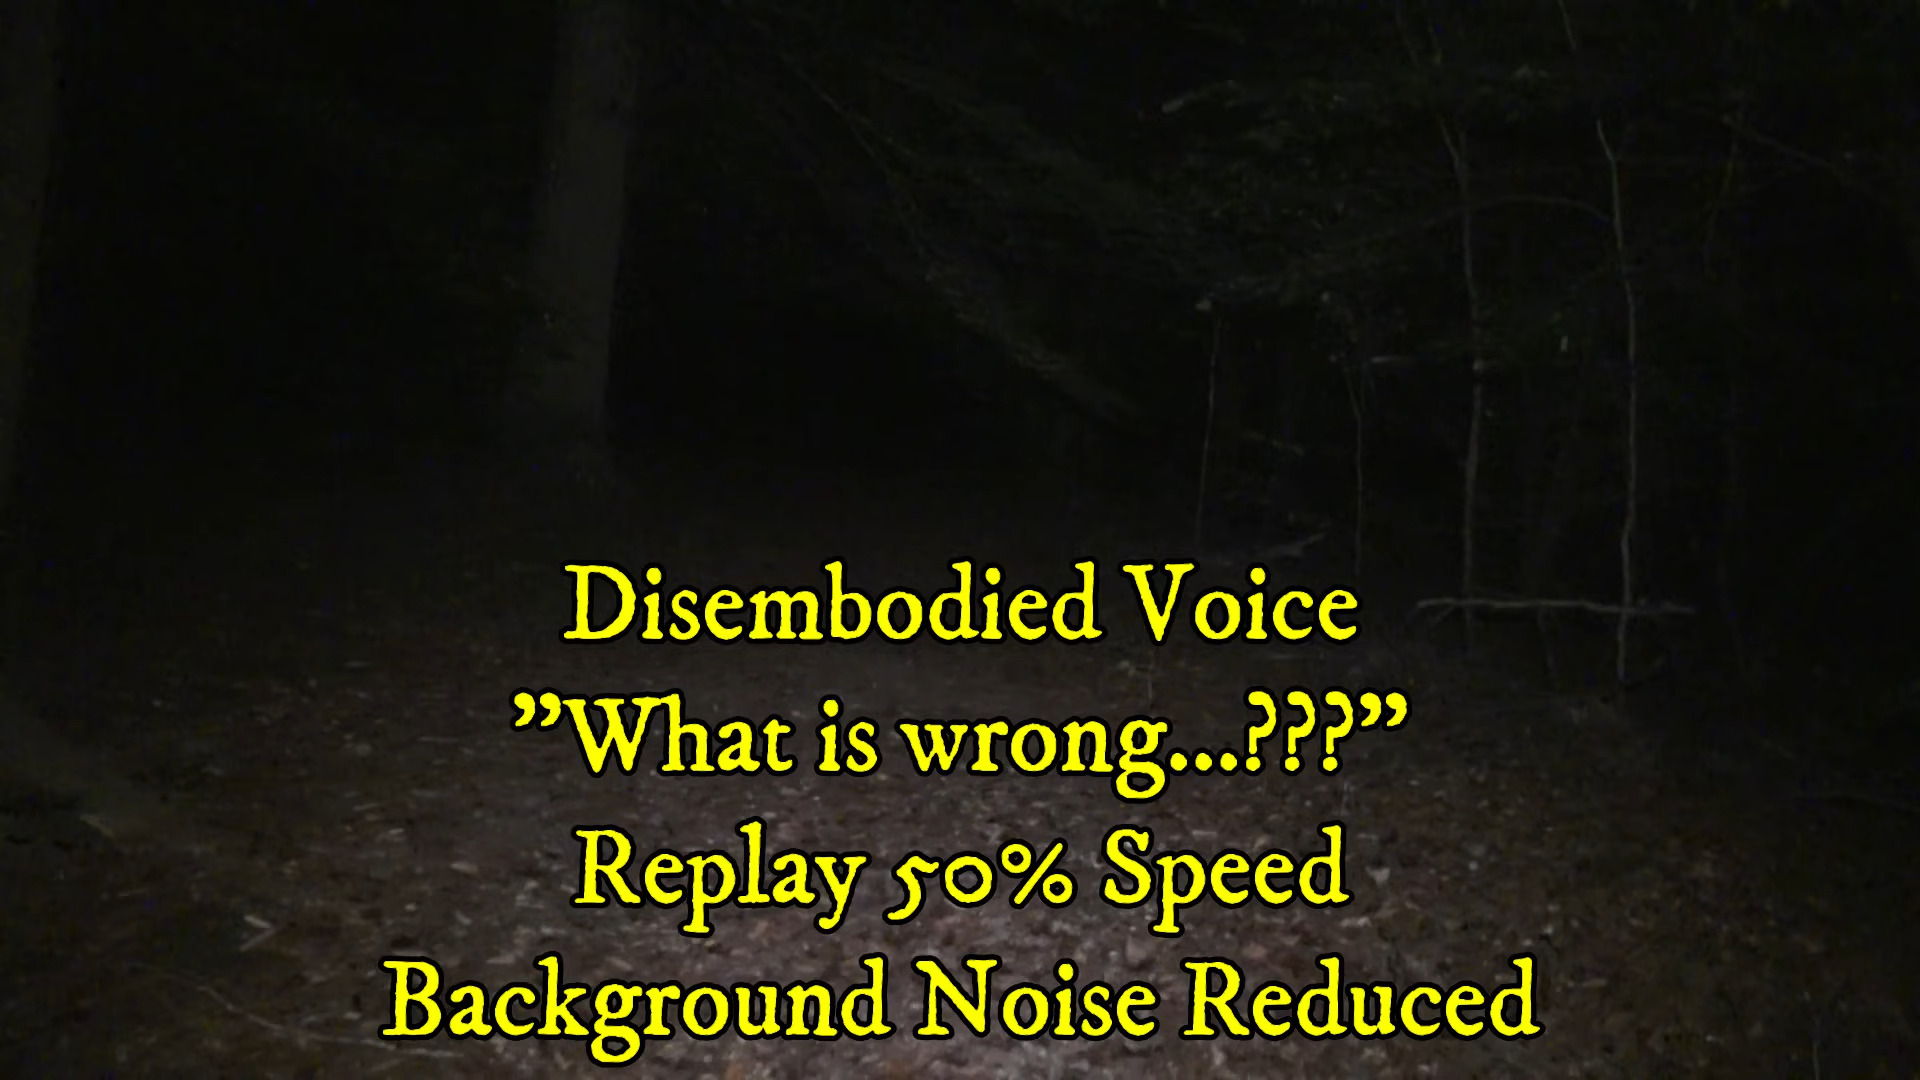 Disembodied Voice
"What is wrong...???"
Replay 50% Speed
Background Noise Reduced